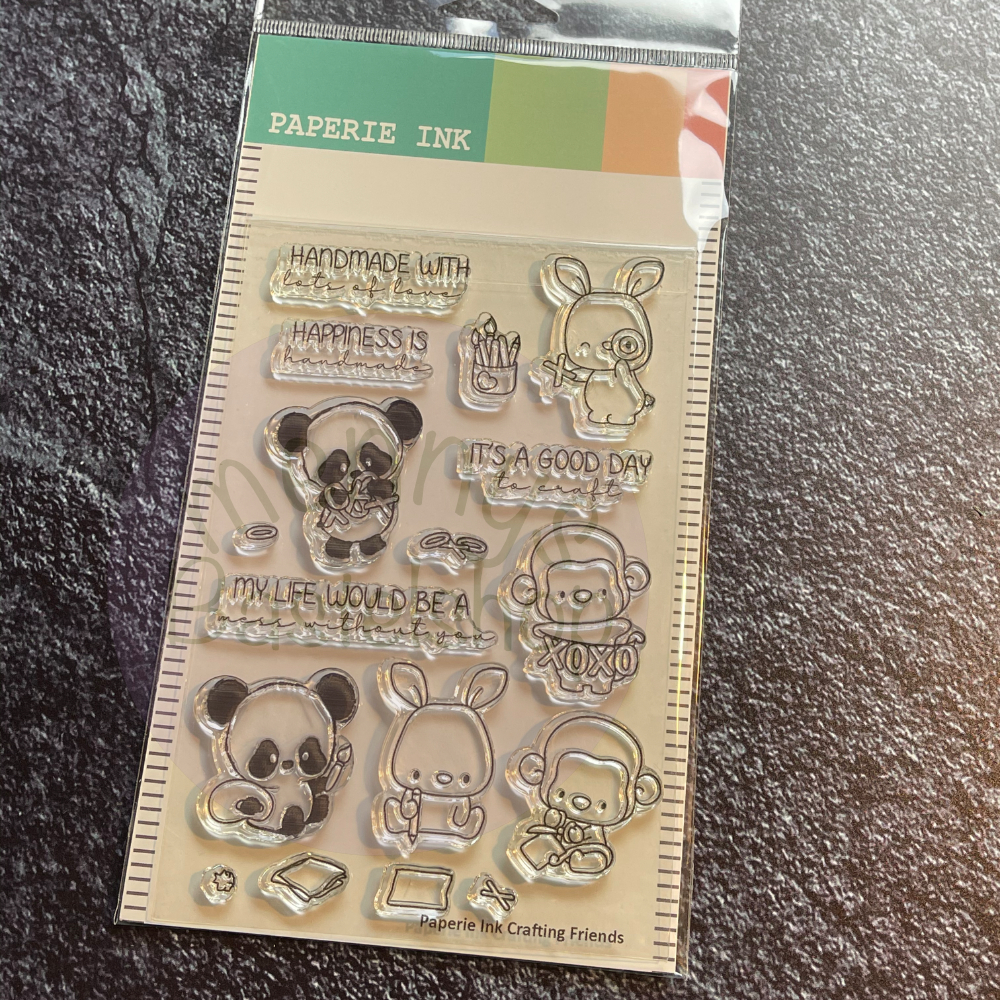 PAPERIE INK
HANDMADE WITH
lots of love
HAPPINESS IS
handmade
IT'S A GOOD DAY
to craft
MY LIFE WOULD BE A
mess without you
XOXO
Paperie Ink Crafting Friends